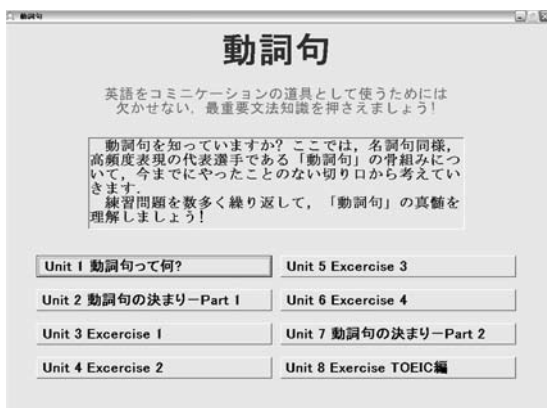 動詞句
動詞句
英語をコミニケーションの道具として使うためには
欠かせない，最重要文法知識を押さえましょう!
動詞句を知っていますか? ここでは，名詞句同様，
高頻度表現の代表選手である「動詞句」の骨組みにつ
いて，今までにやったことのない切り口から考えてい
きます．
練習問題を数多く繰り返して，「動詞句」の真髄を
理解しましょう!
Unit 1 動詞句って何?
Unit 2 動詞句の決まりーPart 1
Unit 3 Excercise 1
Unit 4 Excercise 2
Unit 5 Excercise 3
Unit 6 Excercise 4
Unit 7 動詞句の決まりーPart 2
Unit 8 Exercise TOEIC編